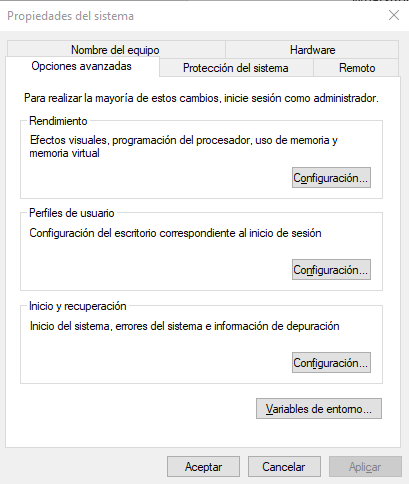 Propiedades del sistema
Nombre del equipo
Hardware
Opciones avanzadas
Protección del sistema
Remoto
Para realizar la mayoría de estos cambios, inicie sesión como administrador.
Rendimiento
Efectos visuales, programación del procesador, uso de memoria y
memoria virtual
Configuración...
Perfiles de usuario
Configuración del escritorio correspondiente al inicio de sesión
Configuración...
Inicio y recuperación
Inicio del sistema, errores del sistema e información de depuración
Configuración...
Variables de entorno...
Aceptar
Cancelar
Aplicar